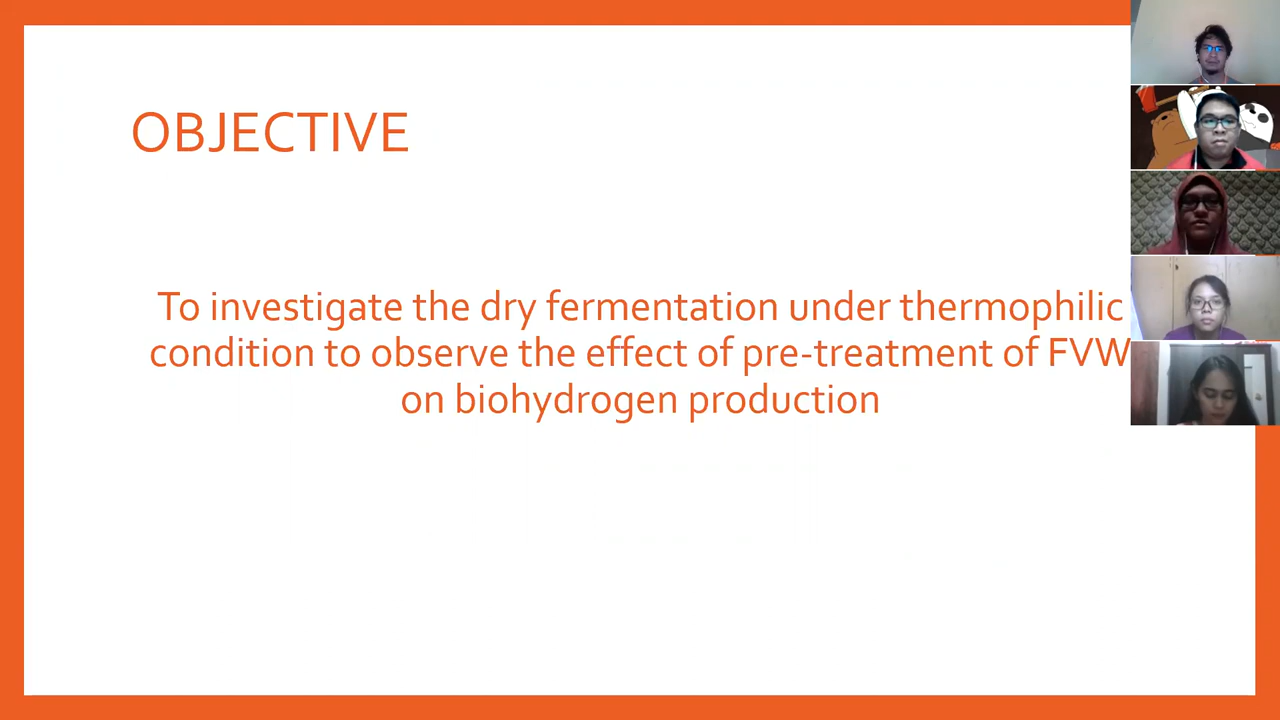 OBJECTIVE
To investigate the dry fermentation under thermophilic
condition to observe the effect of pre-treatment of FVW
on biohydrogen production